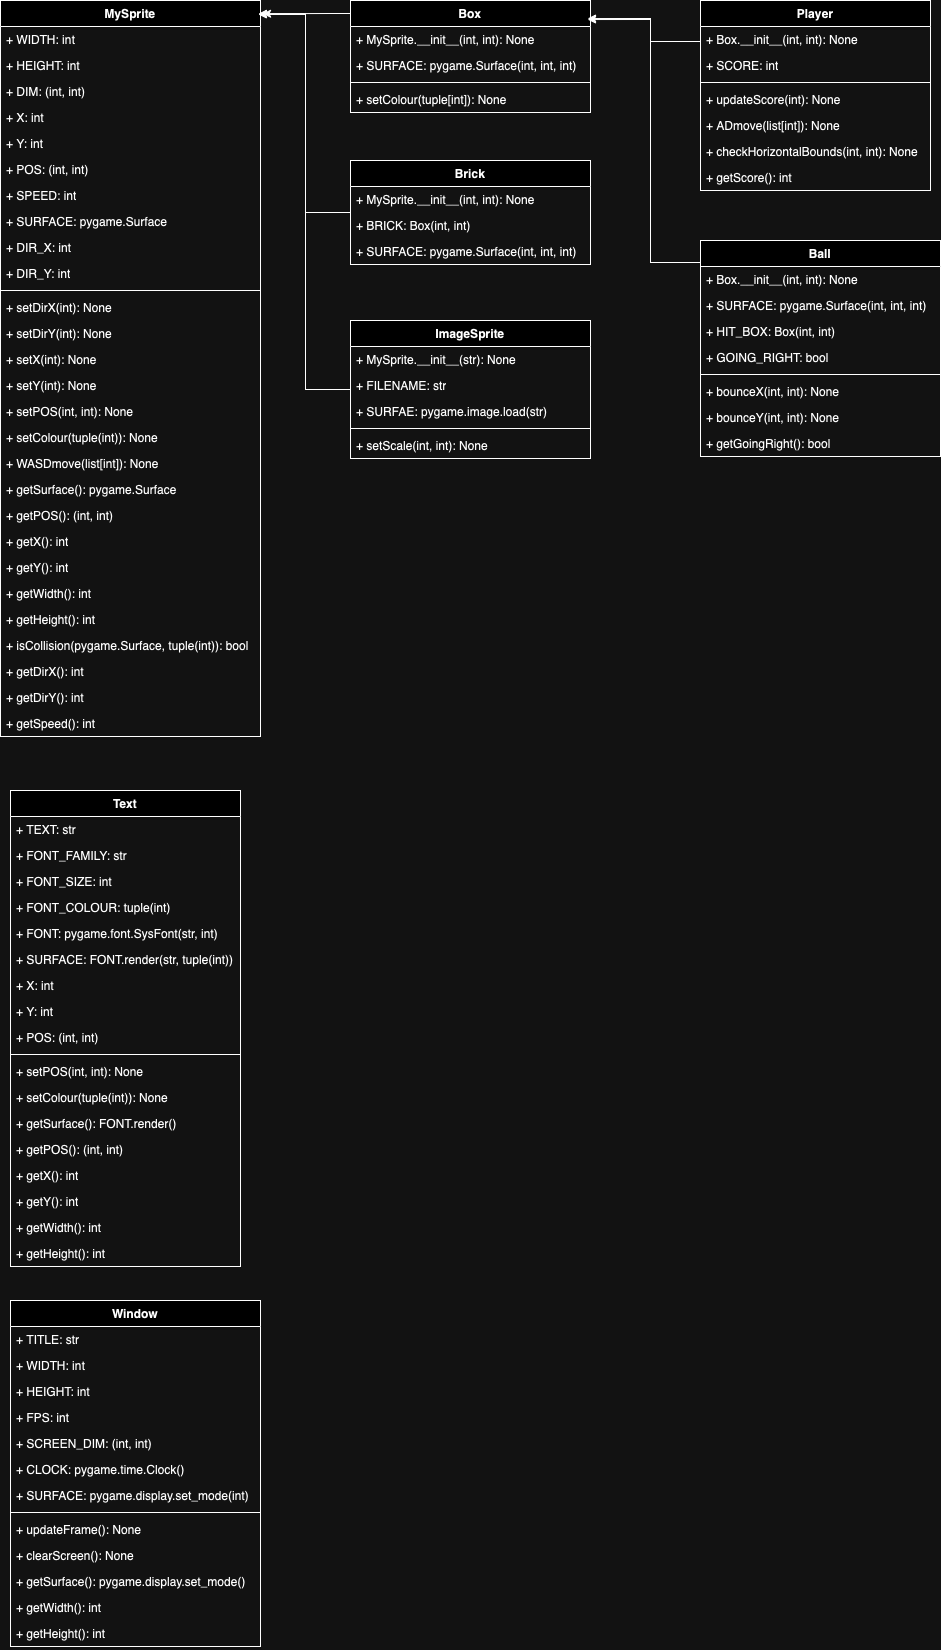 MySprite
+ WIDTH: int
+ HEIGHT: int
+ DIM: (int, int)
+ X: int
+ Y: int
+ POS: (int, int)
+ SPEED: int
+ SURFACE: pygame.Surface
+ DIR_X: int
+ DIR_Y: int
+ setDirX(int): None
+ setDirY(int): None
+ setX(int): None
+ setY(int): None
+ setPOS(int, int): None
+ setColour(tuple(int)): None
+ WASDmove(list[int]): None
+ getSurface(): pygame.Surface
+ getPOS(): (int, int)
+ getX(): int
+ getY(): int
+ getWidth(): int
+ getHeight(): int
+ isCollision(pygame.Surface, tuple(int)): bool
+ getDirX(): int
+ getDirY(): int
+ getSpeed(): int
Box
+ MySprite.__init__(int, int): None
+ SURFACE: pygame.Surface(int, int, int)
+ setColour(tuple[int]): None
Brick
+ MySprite.__init__(int, int): None
+ BRICK: Box(int, int)
+ SURFACE: pygame.Surface(int, int, int)
ImageSprite
+ MySprite.__init__(str): None
+ FILENAME: str
+ SURFAE: pygame.image.load(str)
+ setScale(int, int): None
Player
+ Box.__init__(int, int): None
+ SCORE: int
+ updateScore(int): None
+ ADmove(list[int]): None
+ checkHorizontalBounds(int, int): None
+ getScore(): int
Ball
+ Box.__init__(int, int): None
+ SURFACE: pygame.Surface(int, int, int)
+ HIT_BOX: Box(int, int)
+ GOING_RIGHT: bool
+ bounceX(int, int): None
+ bounceY(int, int): None
+ getGoingRight(): bool
Text
+ TEXT: str
+ FONT_FAMILY: str
+ FONT_SIZE: int
+ FONT_COLOUR: tuple(int)
+ FONT: pygame.font.SysFont(str, int)
+ SURFACE: FONT.render(str, tuple(int))
+ X: int
+ Y: int
+ POS: (int, int)
+ setPOS(int, int): None
+ setColour(tuple(int)): None
+ getSurface(): FONT.render()
+ getPOS(): (int, int)
+ getX(): int
+ getY(): int
+ getWidth(): int
+ getHeight(): int
Window
+ TITLE: str
+ WIDTH: int
+ HEIGHT: int
+ FPS: int
+ SCREEN_DIM: (int, int)
+ CLOCK: pygame.time.Clock()
+ SURFACE: pygame.display.set_mode(int)
+ updateFrame(): None
+ clearScreen(): None
+ getSurface(): pygame.display.set_mode()
+ getWidth(): int
+ getHeight(): int